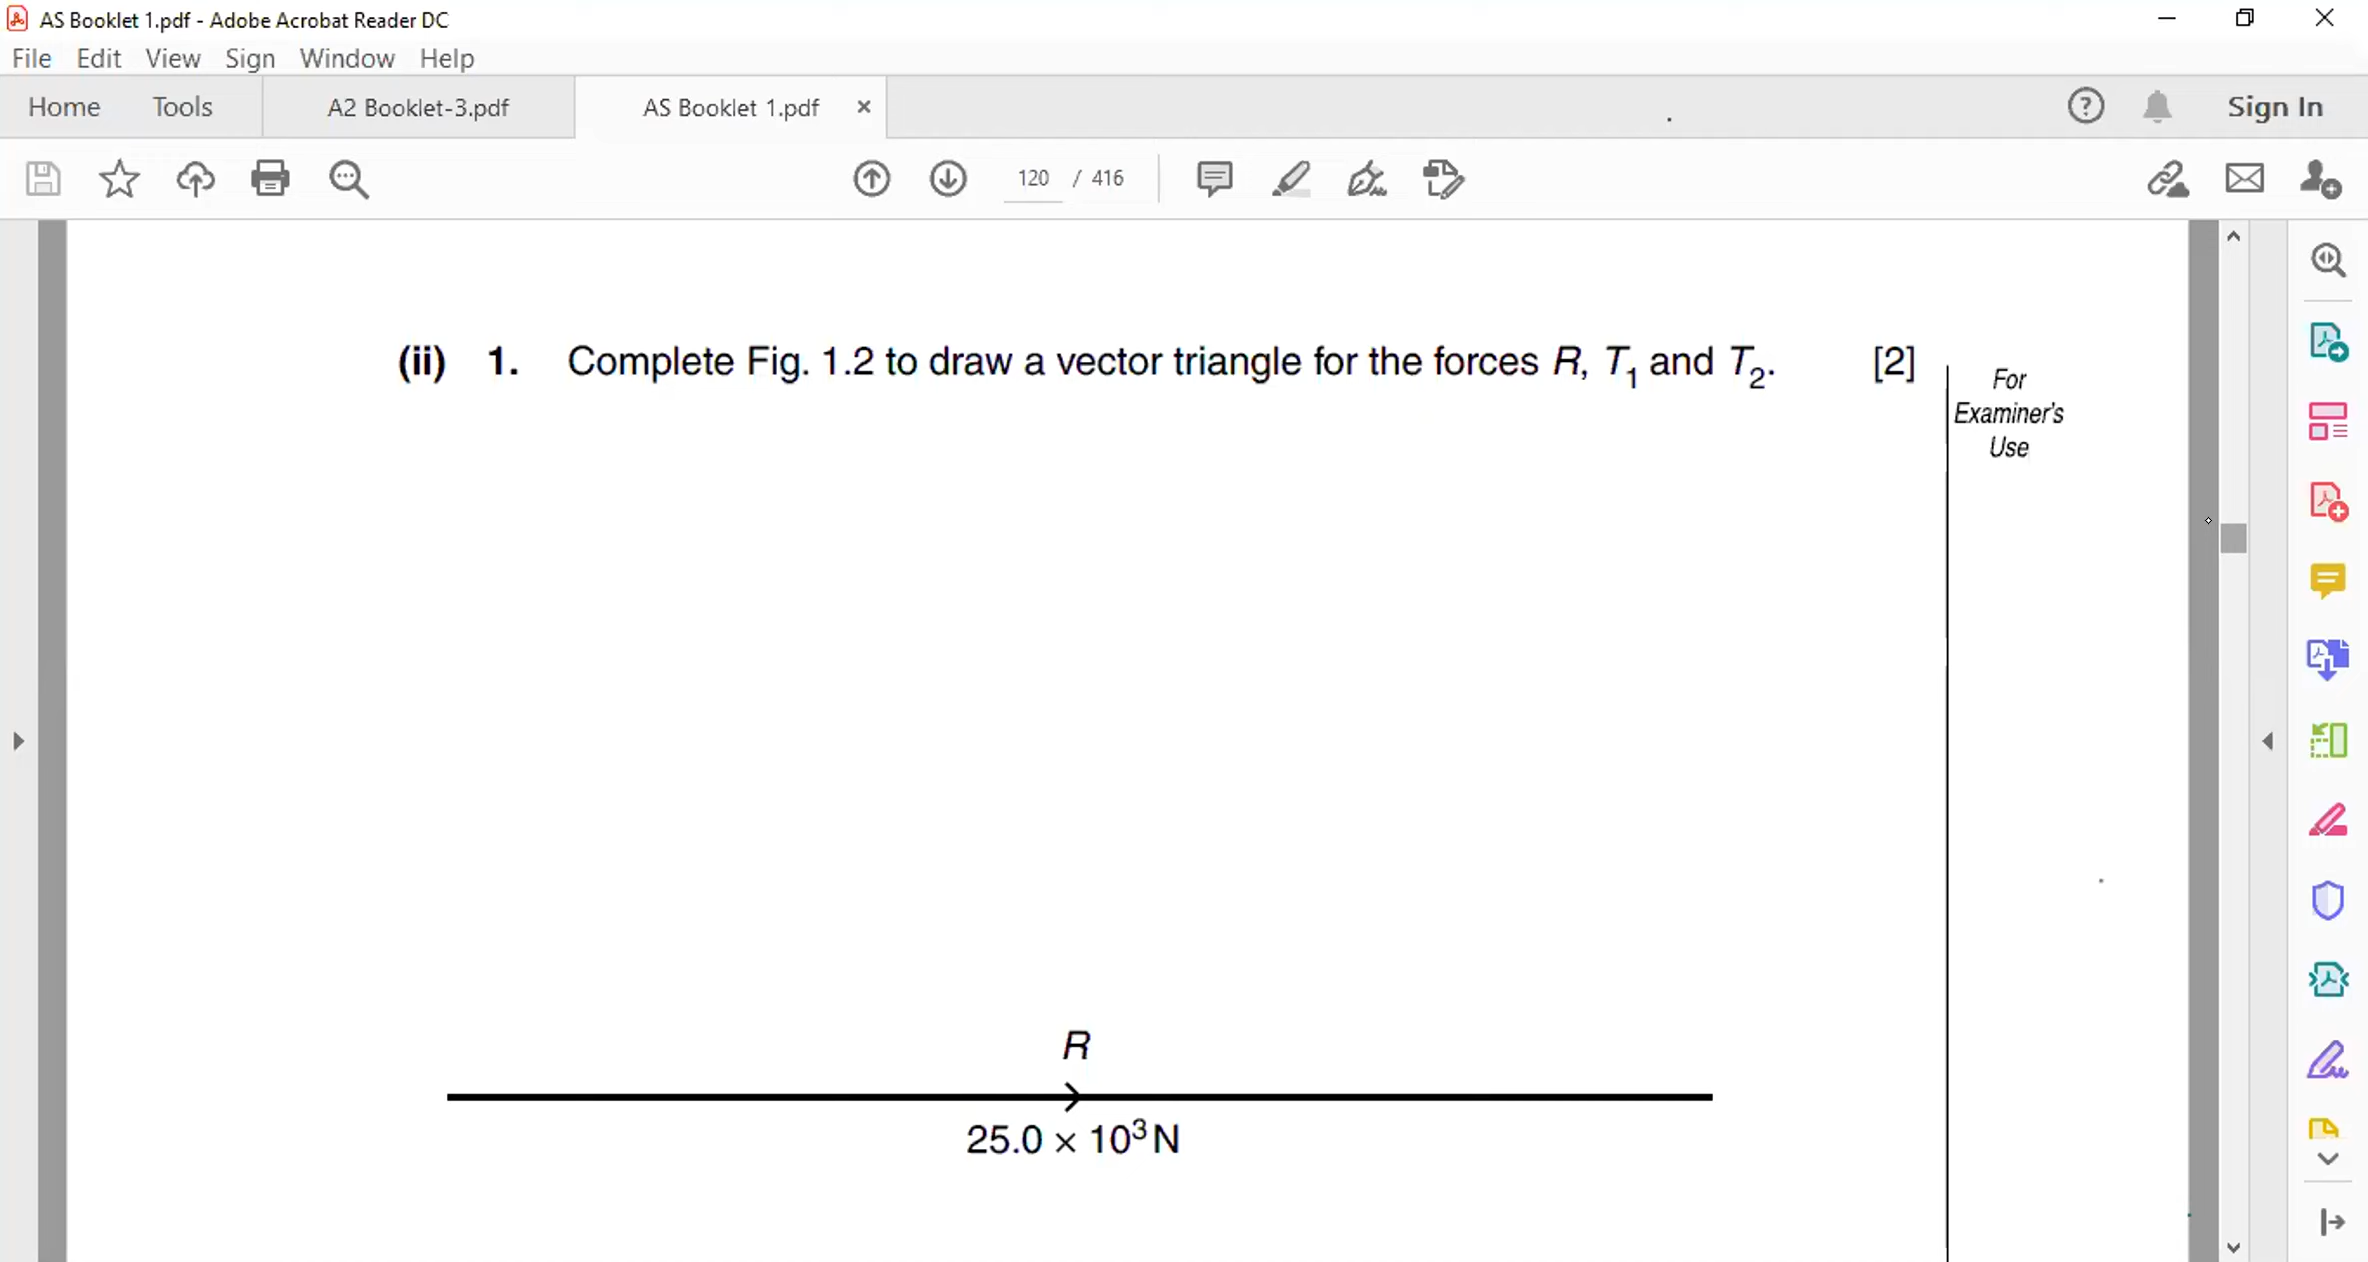 AS Booklet 1.pdf - Adobe Acrobat Reader DC
File Edit View Sign Window Help
Home Tools A2 Booklet-3.pdf AS Booklet 1.pdf × ? Sign In
120 / 416
(ii) 1. Complete Fig. 1.2 to draw a vector triangle for the forces R, T₁ and T₂. [2]
For
Examiner's
Use
R
25.0 × 10³ N